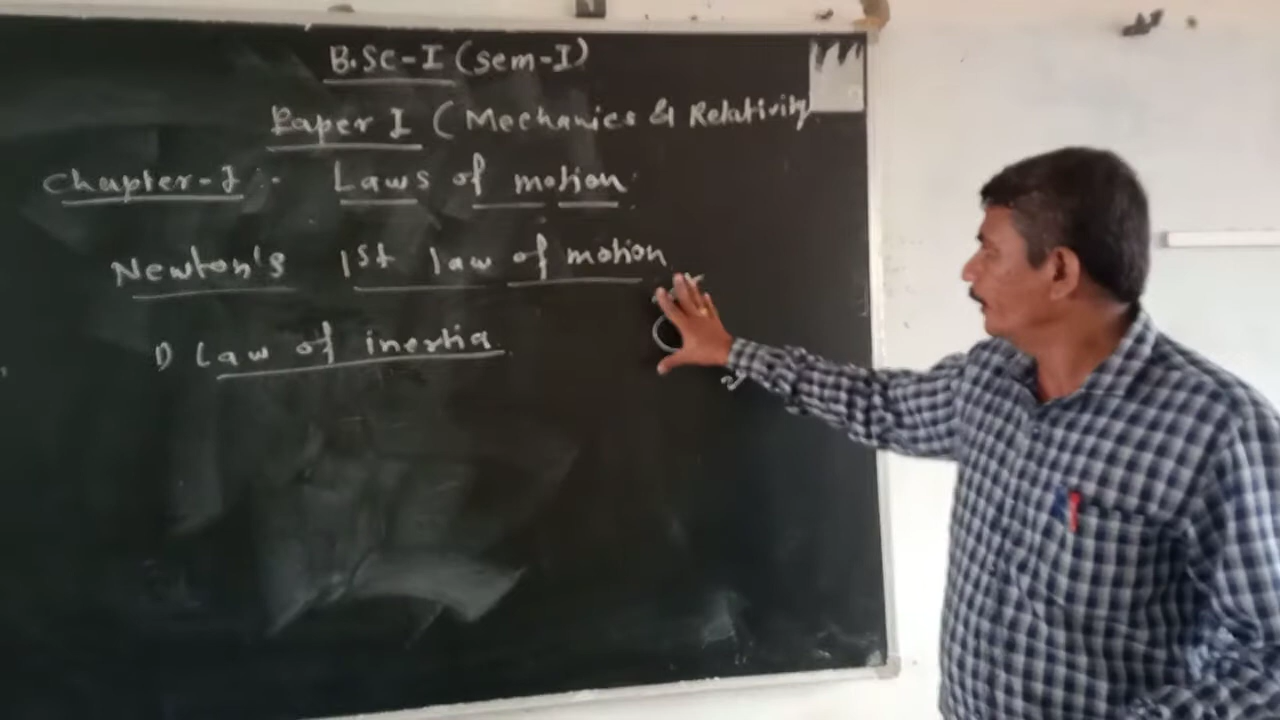 B.SC-I (sem-I)
Paper I ( Mechanics & Relativity
Chapter-I :- Laws of motion:
Newton's 1st law of motion
1) Law of inertia.